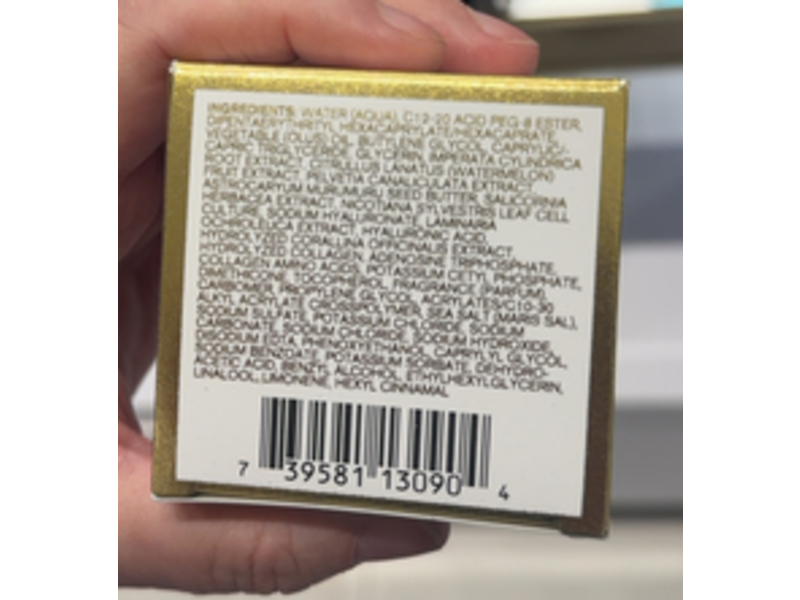 INGREDIENTS: WATER (AQUA), C12-20 ACID PEG-8 ESTER,
DIPENTAERYTHRITYL HEXACAPRYLATE/HEXACAPRATE,
VEGETABLE (OLUS) OIL, BUTYLENE GLYCOL, CAPRYLIC/
CAPRIC TRIGLYCERIDE, GLYCERIN, IMPERATA CYLINDRICA
ROOT EXTRACT, CITRULLUS LANATUS (WATERMELON)
FRUIT EXTRACT, PELVETIA CANALICULATA EXTRACT,
ASTROCARYUM MURUMURU SEED BUTTER, SALICORNIA
HERBACEA EXTRACT, NICOTIANA SYLVESTRIS LEAF CELL
CULTURE, SODIUM HYALURONATE, LAMINARIA
OCHROLEUCA EXTRACT, HYALURONIC ACID,
HYDROLYZED CORALLINA OFFICINALIS EXTRACT,
HYDROLYZED COLLAGEN, ADENOSINE TRIPHOSPHATE,
COLLAGEN AMINO ACIDS, POTASSIUM CETYL PHOSPHATE,
DIMETHICONE, TOCOPHEROL, FRAGRANCE (PARFUM),
CARBOMER, PROPYLENE GLYCOL, ACRYLATES/C10-30
ALKYL ACRYLATE CROSSPOLYMER, SEA SALT (MARIS SAL),
SODIUM SULFATE, POTASSIUM CHLORIDE, SODIUM
CARBONATE, SODIUM CHLORIDE, SODIUM HYDROXIDE,
DISODIUM EDTA, PHENOXYETHANOL, CAPRYLYL GLYCOL,
SODIUM BENZOATE, POTASSIUM SORBATE, DEHYDRO-
ACETIC ACID, BENZYL ALCOHOL, ETHYLHEXYLGLYCERIN,
LINALOOL, LIMONENE, HEXYL CINNAMAL
7 39581 13090 4